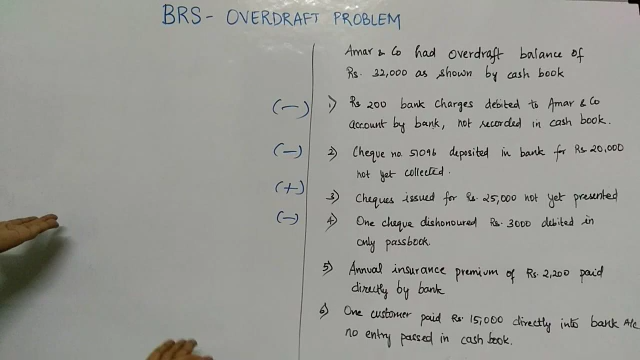 BRS - OVERDRAFT PROBLEM
Amar & Co had overdraft balance of
Rs. 32,000 as shown by cash book
(-) 1) Rs 200 bank charges debited to Amar & Co
account by bank, not recorded in cash book.
(-) 2) Cheque no. 51096 deposited in bank for Rs 20,000
not yet collected.
(+) 3) Cheques issued for Rs. 25,000 not yet presented
(-) 4) One cheque dishonoured Rs. 3000 debited in
only passbook.
5) Annual insurance premium of Rs 2,200 paid
directly by bank
6) One customer paid Rs. 15,000 directly into bank A/c
no entry passed in cash book.